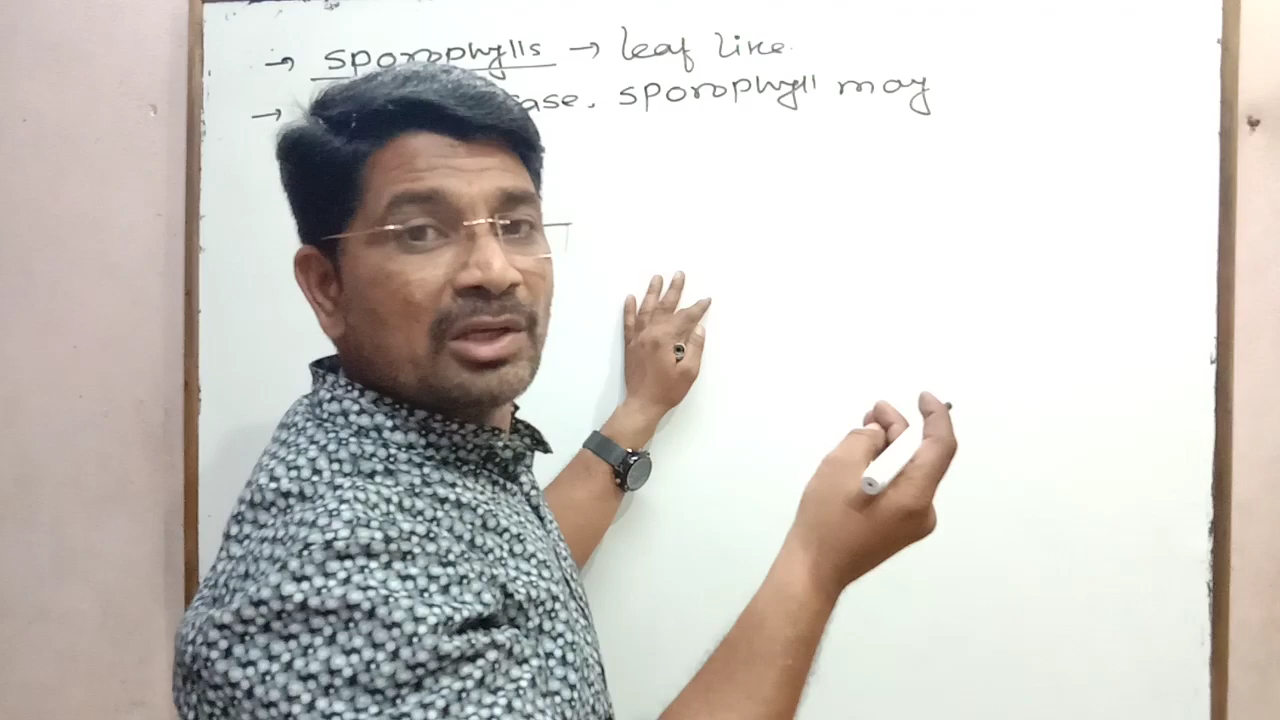 → sporophylls → leaf like.
→ ase, sporophyll may